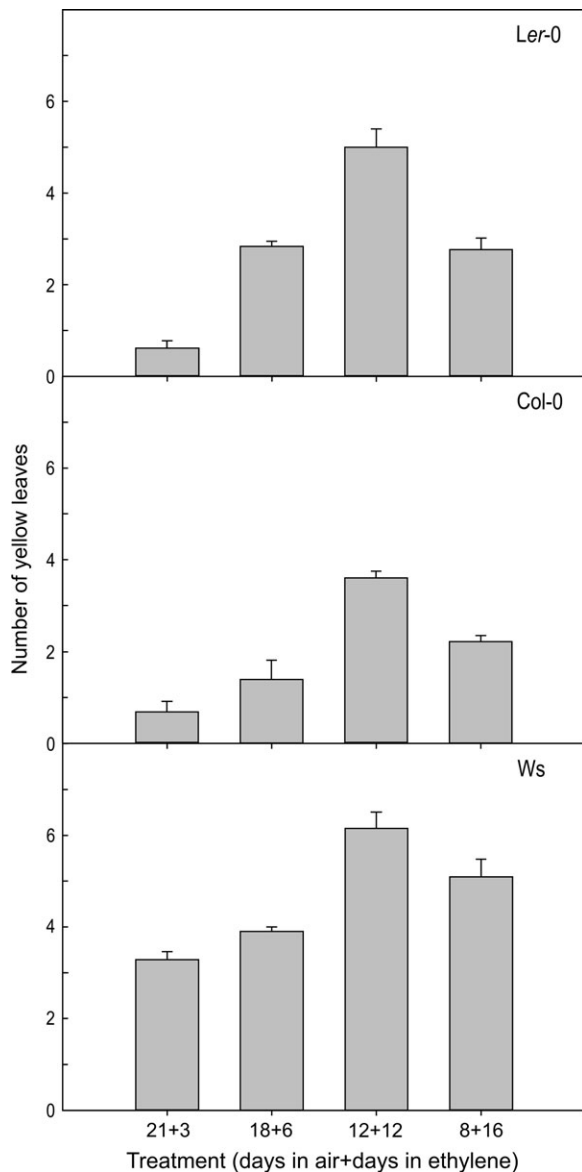 Number of yellow leaves
Ler-0
6
4
2
0
Col-0
6
4
2
0
Ws
6
4
2
0
21+3 18+6 12+12 8+16
Treatment (days in air+days in ethylene)